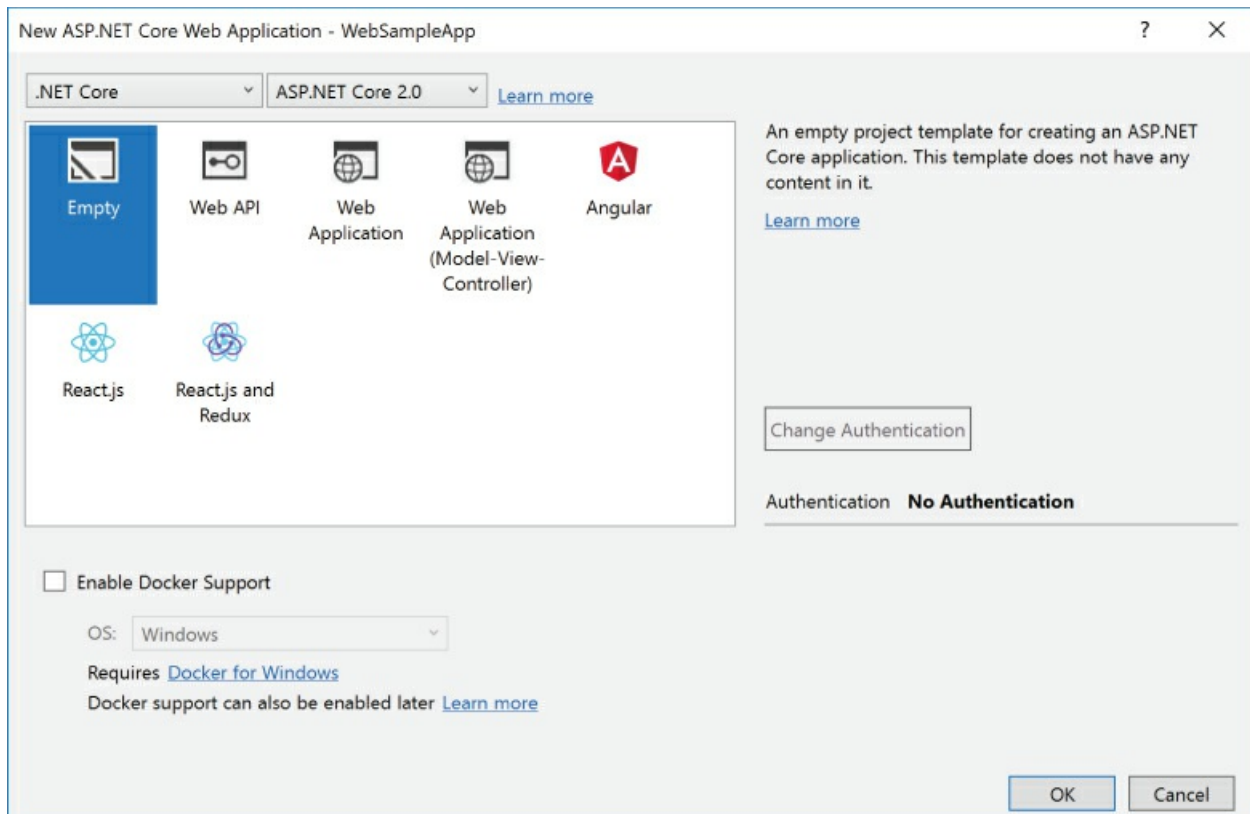 New ASP.NET Core Web Application - WebSampleApp
?
.NET Core
ASP.NET Core 2.0
Learn more
Empty
Web API
Web
Application
Web
Application
(Model-View-
Controller)
Angular
React.js
React.js and
Redux
An empty project template for creating an ASP.NET
Core application. This template does not have any
content in it.
Learn more
Change Authentication
Authentication No Authentication
Enable Docker Support
OS: Windows
Requires Docker for Windows
Docker support can also be enabled later Learn more
OK
Cancel